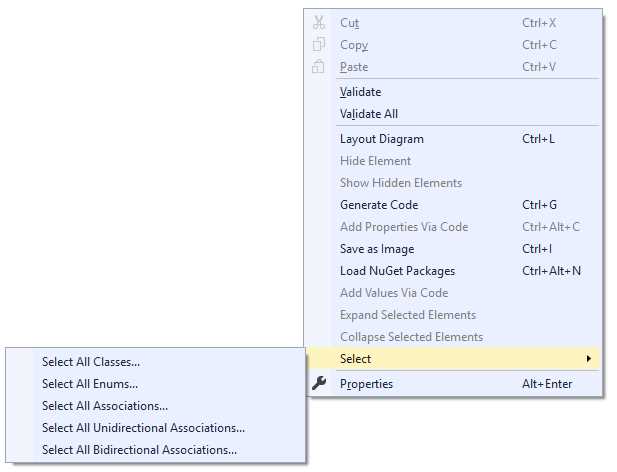 Cut Ctrl+X
Copy Ctrl+C
Paste Ctrl+V
Validate
Validate All
Layout Diagram Ctrl+L
Hide Element
Show Hidden Elements
Generate Code Ctrl+G
Add Properties Via Code Ctrl+Alt+C
Save as Image Ctrl+I
Load NuGet Packages Ctrl+Alt+N
Add Values Via Code
Expand Selected Elements
Collapse Selected Elements
Select
Properties Alt+Enter
Select All Classes...
Select All Enums...
Select All Associations...
Select All Unidirectional Associations...
Select All Bidirectional Associations...